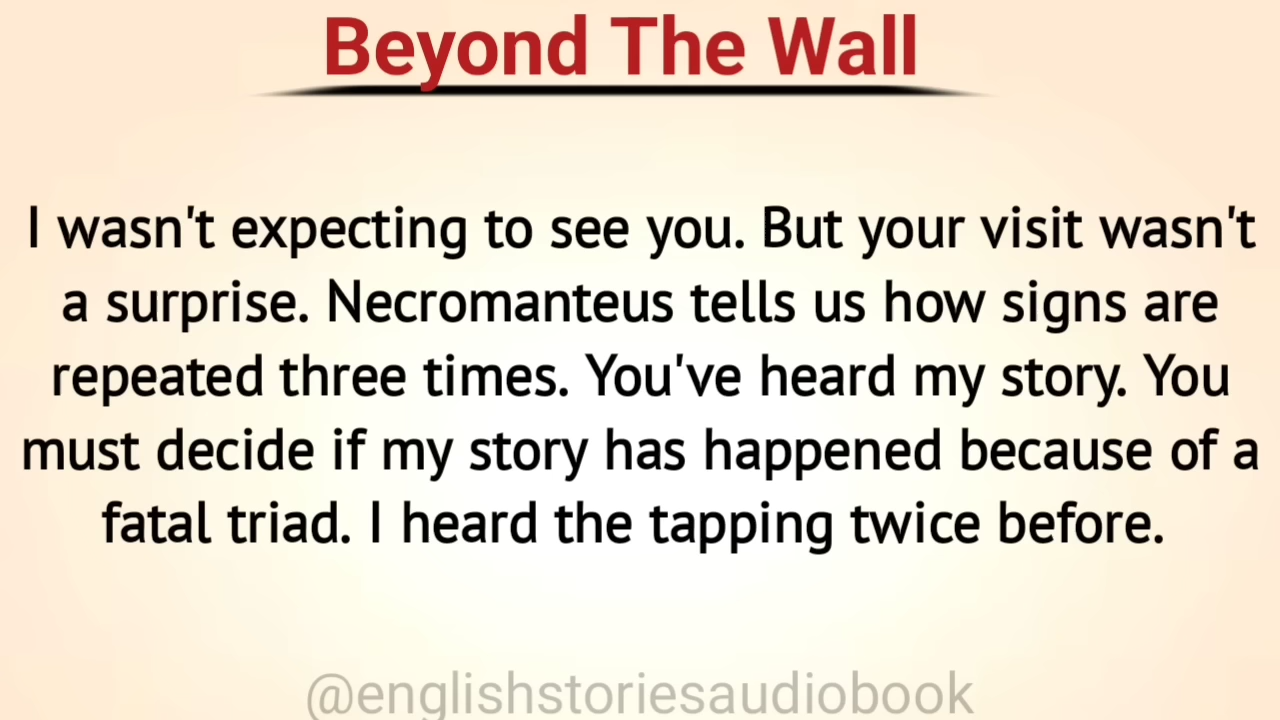 Beyond The Wall
I wasn't expecting to see you. But your visit wasn't
a surprise. Necromanteus tells us how signs are
repeated three times. You've heard my story. You
must decide if my story has happened because of a
fatal triad. I heard the tapping twice before.
@englishstoriesaudiobook